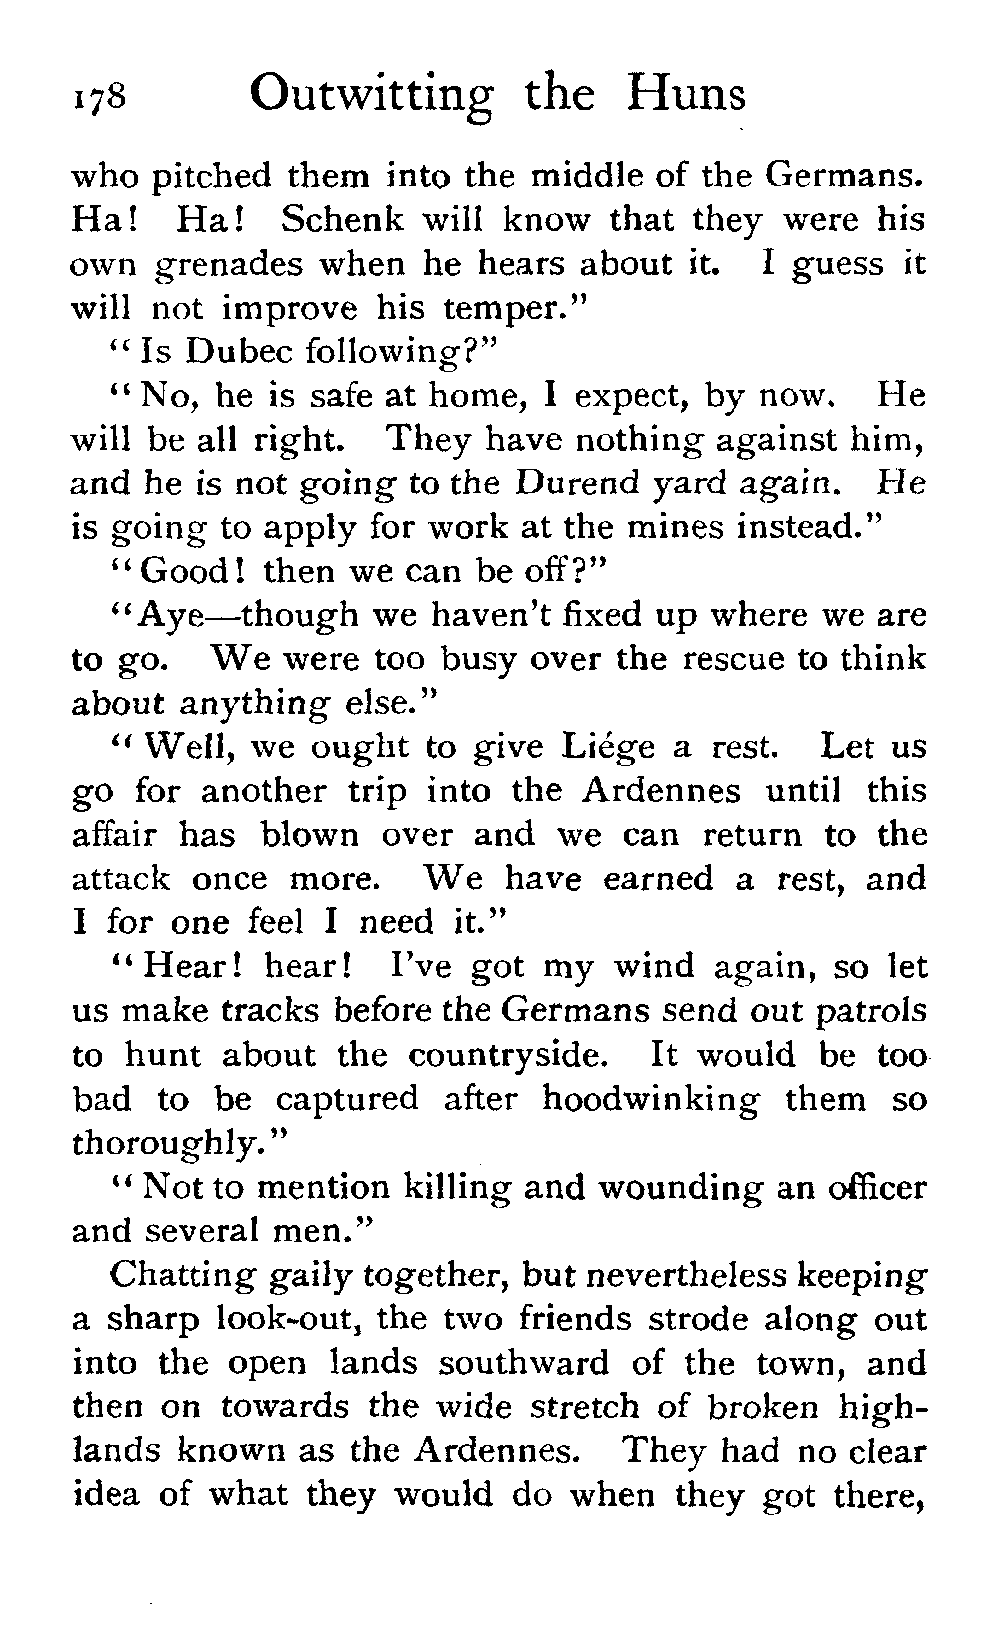 178 Outwitting the Huns
who pitched them into the middle of the Germans.
Ha! Ha! Schenk will know that they were his
own grenades when he hears about it. I guess it
will not improve his temper."
"Is Dubec following?"
"No, he is safe at home, I expect, by now. He
will be all right. They have nothing against him,
and he is not going to the Durend yard again. He
is going to apply for work at the mines instead."
"Good! then we can be off?"
"Aye—though we haven't fixed up where we are
to go. We were too busy over the rescue to think
about anything else."
"Well, we ought to give Liége a rest. Let us
go for another trip into the Ardennes until this
affair has blown over and we can return to the
attack once more. We have earned a rest, and
I for one feel I need it."
"Hear! hear! I've got my wind again, so let
us make tracks before the Germans send out patrols
to hunt about the countryside. It would be too
bad to be captured after hoodwinking them so
thoroughly."
"Not to mention killing and wounding an officer
and several men."
Chatting gaily together, but nevertheless keeping
a sharp look-out, the two friends strode along out
into the open lands southward of the town, and
then on towards the wide stretch of broken high-
lands known as the Ardennes. They had no clear
idea of what they would do when they got there,